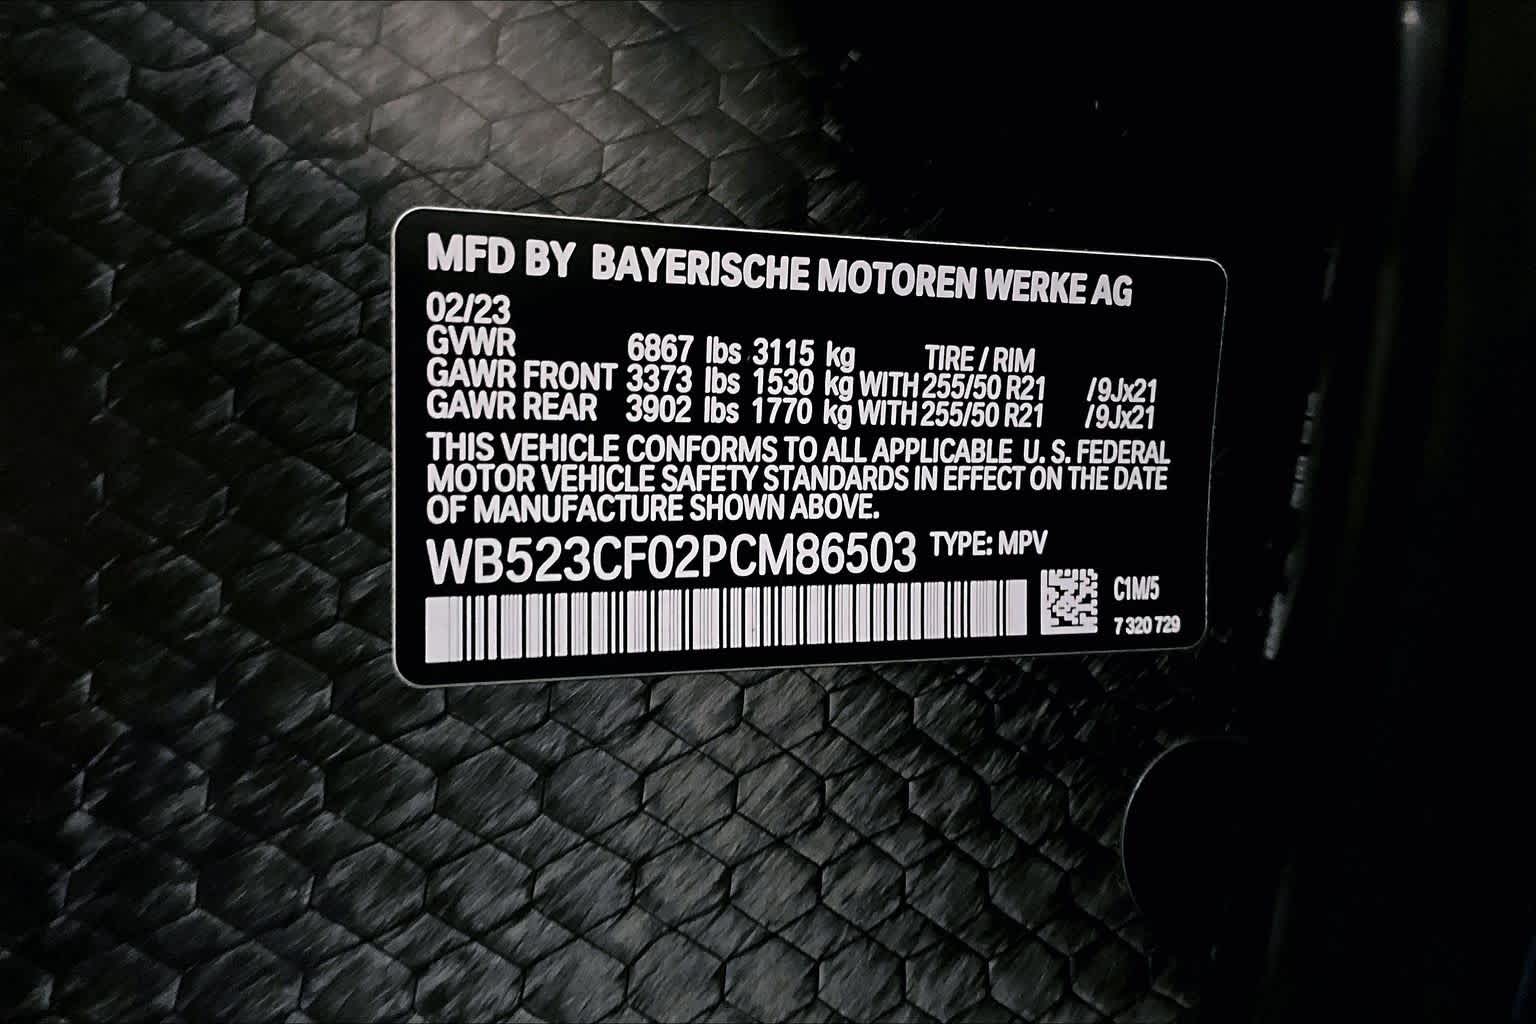 MFD BY BAYERISCHE MOTOREN WERKE AG
02/23
GVWR 6867 lbs 3115 kg TIRE / RIM
GAWR FRONT 3373 lbs 1530 kg WITH 255/50 R21 /9Jx21
GAWR REAR 3902 lbs 1770 kg WITH 255/50 R21 /9Jx21
THIS VEHICLE CONFORMS TO ALL APPLICABLE U. S. FEDERAL
MOTOR VEHICLE SAFETY STANDARDS IN EFFECT ON THE DATE
OF MANUFACTURE SHOWN ABOVE.
WB523CF02PCM86503 TYPE: MPV
C1M/5
7 320 729